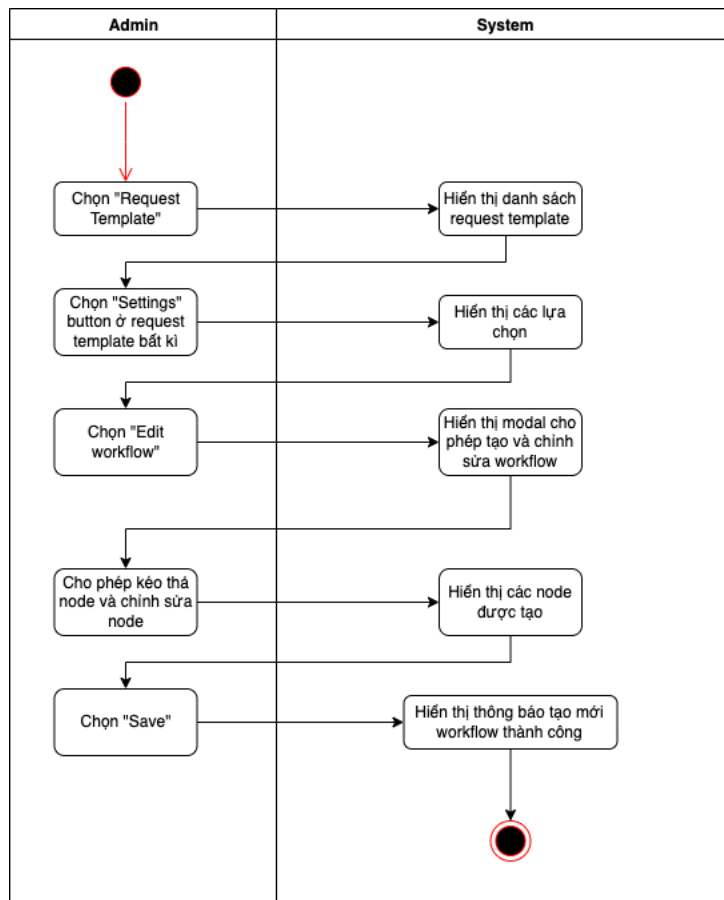 Admin
System
Chọn "Request
Template"
Hiển thị danh sách
request template
Chọn "Settings"
button ở request
template bất kì
Hiển thị các lựa
chọn
Chọn "Edit
workflow"
Hiển thị modal cho
phép tạo và chỉnh
sửa workflow
Cho phép kéo thả
node và chỉnh sửa
node
Hiển thị các node
được tạo
Chọn "Save"
Hiển thị thông báo tạo mới
workflow thành công